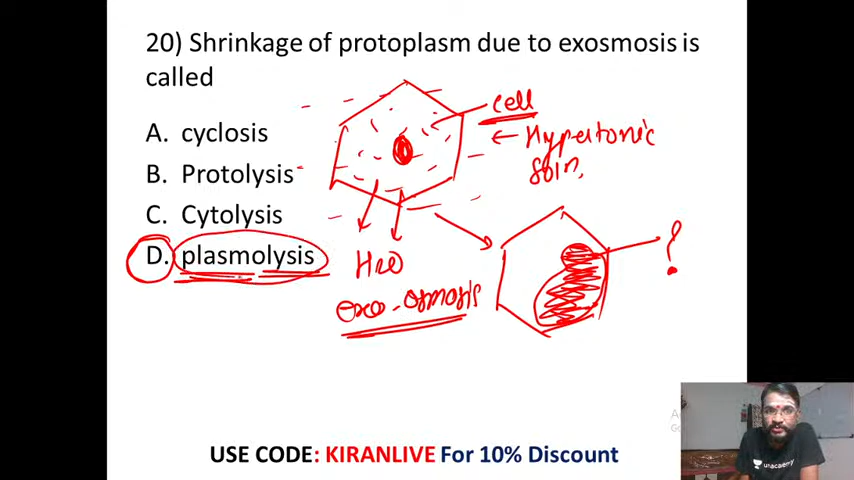 20) Shrinkage of protoplasm due to exosmosis is
called
A. cyclosis
B. Protolysis
C. Cytolysis
D. plasmolysis
cell
← Hypertonic
Soln,
H2O
exo-osmosis
?
unacademy
USE CODE: KIRANLIVE For 10% Discount